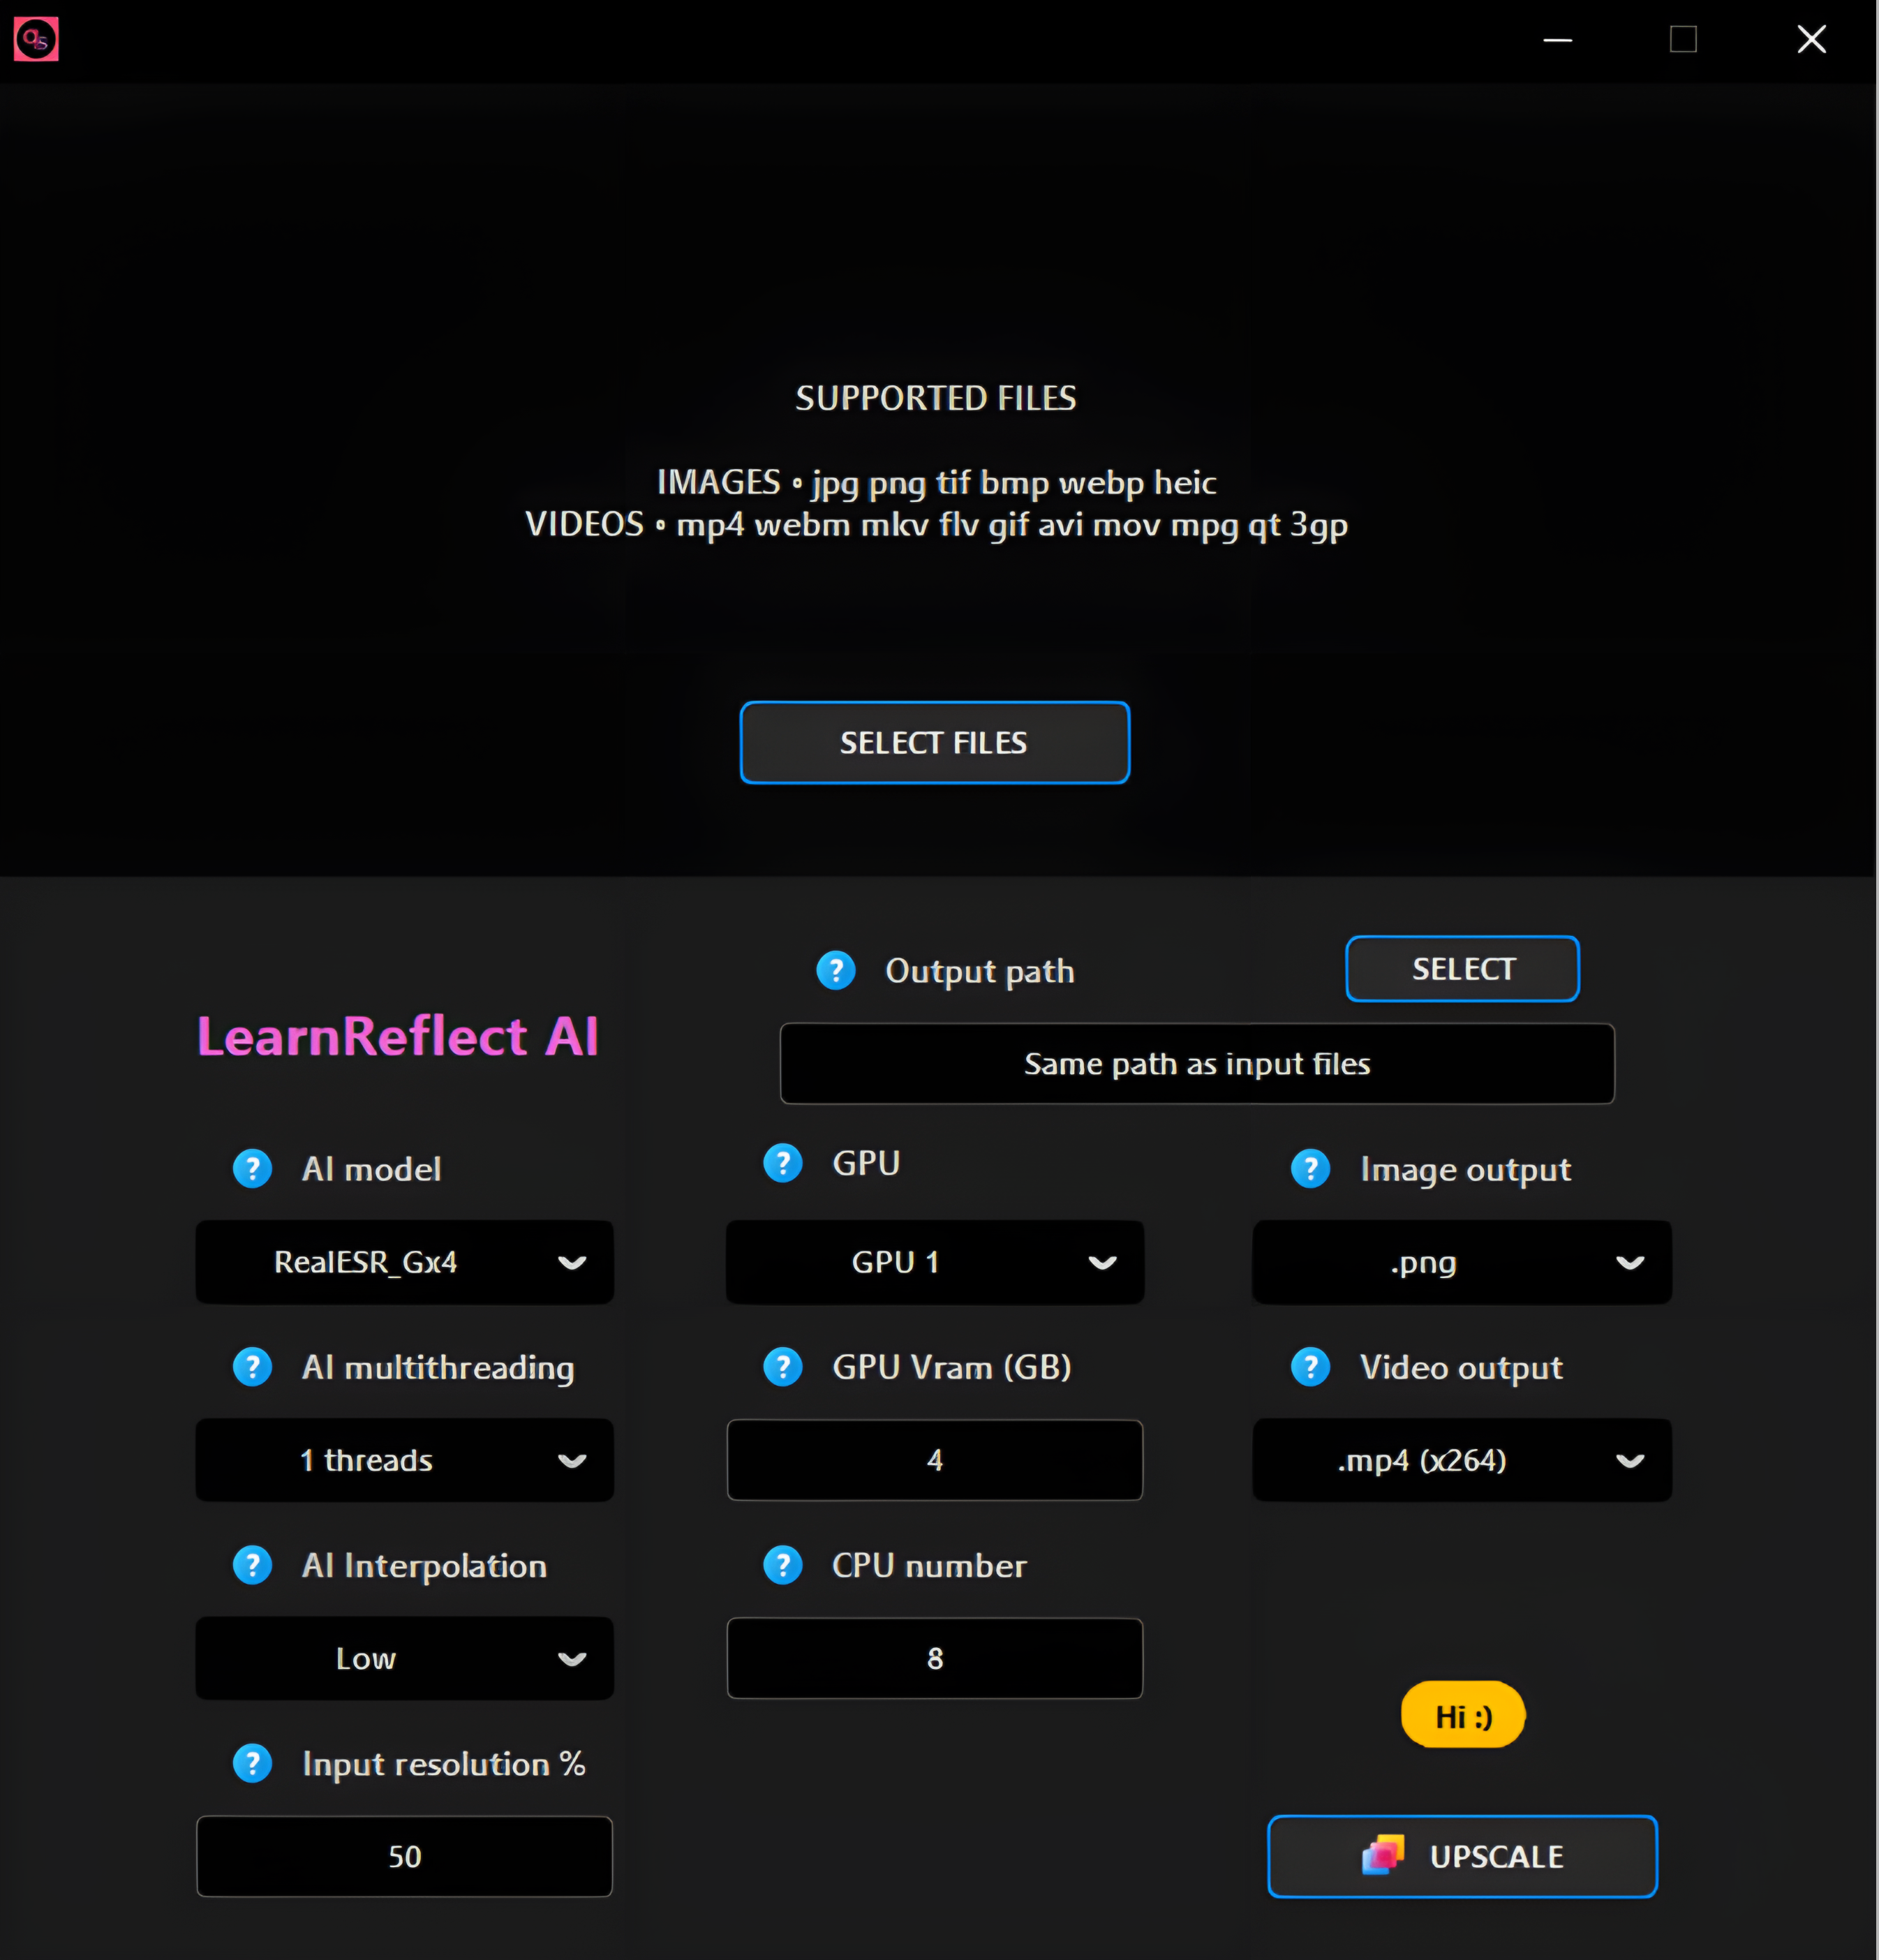 SUPPORTED FILES
IMAGES • jpg png tif bmp webp heic
VIDEOS • mp4 webm mkv flv gif avi mov mpg qt 3gp
SELECT FILES
? Output path
SELECT
LearnReflect AI
Same path as input files
? AI model
? GPU
? Image output
RealESR_Gx4
GPU 1
.png
? AI multithreading
? GPU Vram (GB)
? Video output
1 threads
4
.mp4 (x264)
? AI Interpolation
? CPU number
Low
8
Hi :)
? Input resolution %
50
UPSCALE